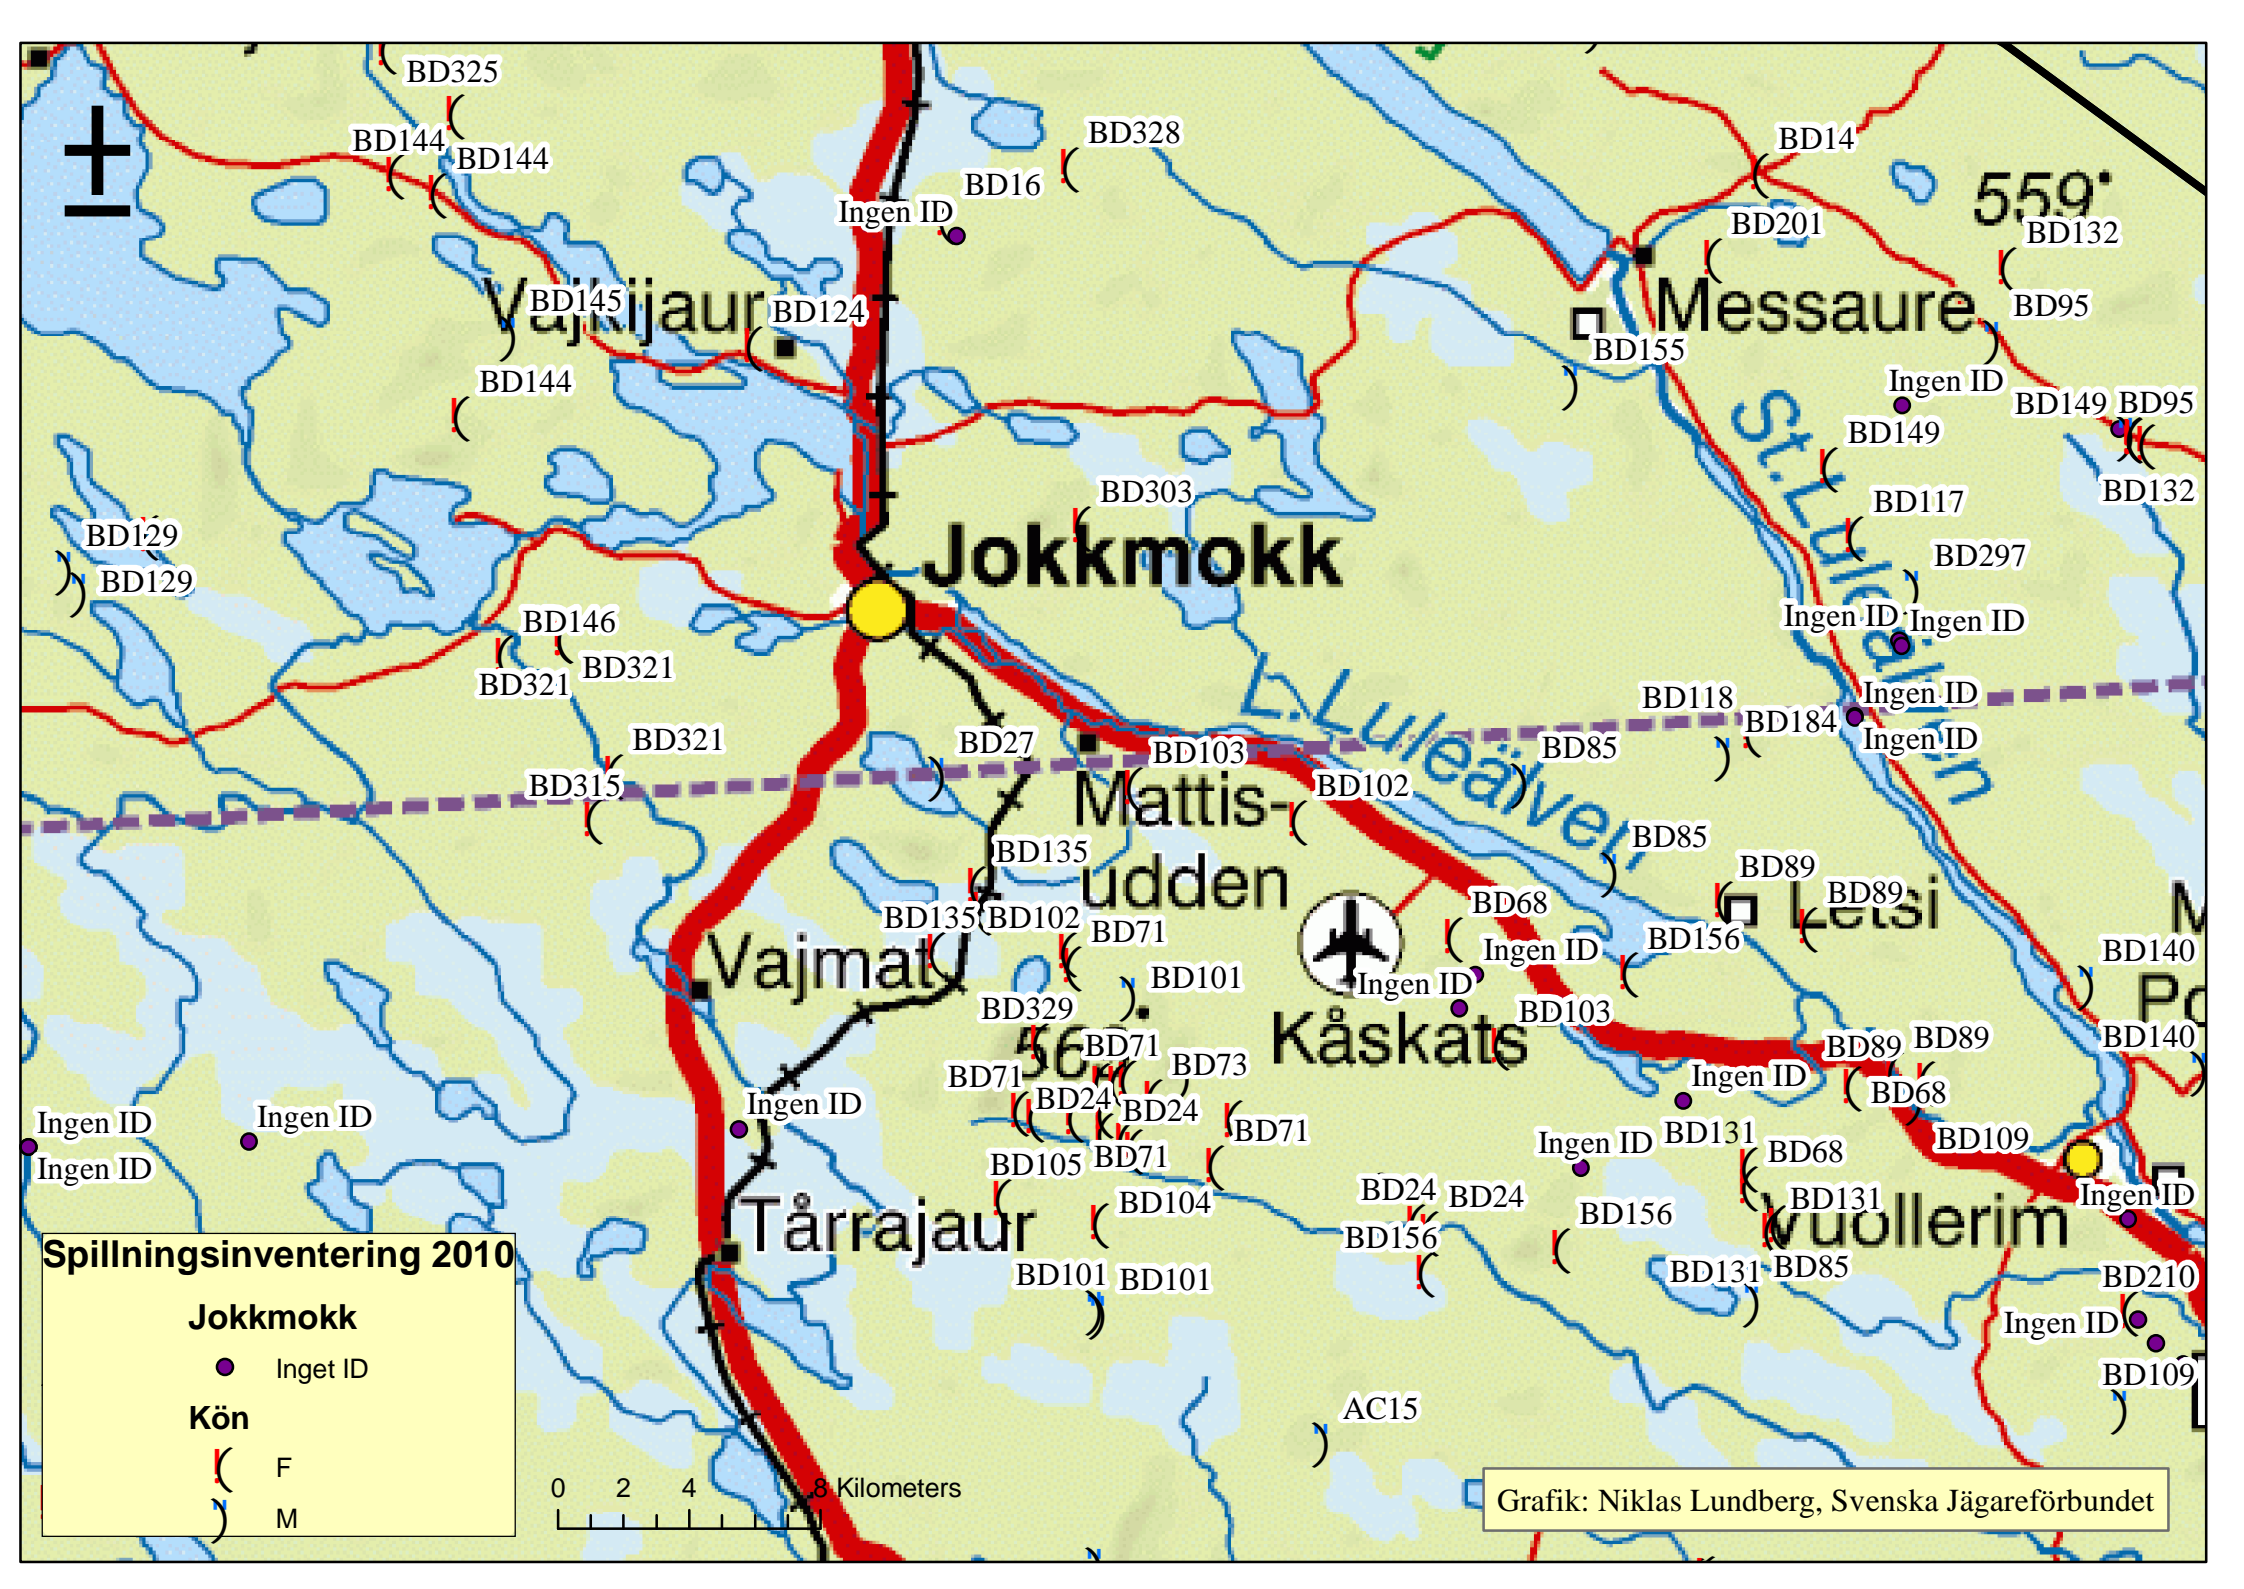 BD325
BD144
BD144
BD328
BD16
Ingen ID
BD14
559
BD201
BD132
BD145
Vajkijaur
BD124
Messaure
BD95
BD155
BD144
Ingen ID
BD149
BD95
BD149
St.Luleälven
BD303
BD132
BD117
BD129
Jokkmokk
BD297
BD129
BD146
Ingen ID
Ingen ID
BD321
BD321
L.Luleälven
BD118
Ingen ID
BD184
BD321
BD27
BD103
BD85
Ingen ID
BD315
BD102
Mattis-
udden
BD135
BD85
BD89
BD89
Letsi
BD68
BD135
BD102
BD71
BD156
Ingen ID
BD140
Vajmat
BD101
Ingen ID
BD329
BD103
Kåskats
56
BD71
BD140
BD89
BD89
BD73
BD71
Ingen ID
BD68
BD24
BD24
Ingen ID
Ingen ID
Ingen ID
BD71
BD131
BD109
Ingen ID
BD68
Ingen ID
BD105
BD71
BD24
BD24
BD131
Ingen ID
BD104
BD156
Vuollerim
Tårrajaur
BD156
BD131
BD85
BD101
BD101
BD210
Ingen ID
BD109
AC15
Spillningsinventering 2010
Jokkmokk
Inget ID
Kön
F
M
0 2 4 8 Kilometers
Grafik: Niklas Lundberg, Svenska Jägareförbundet